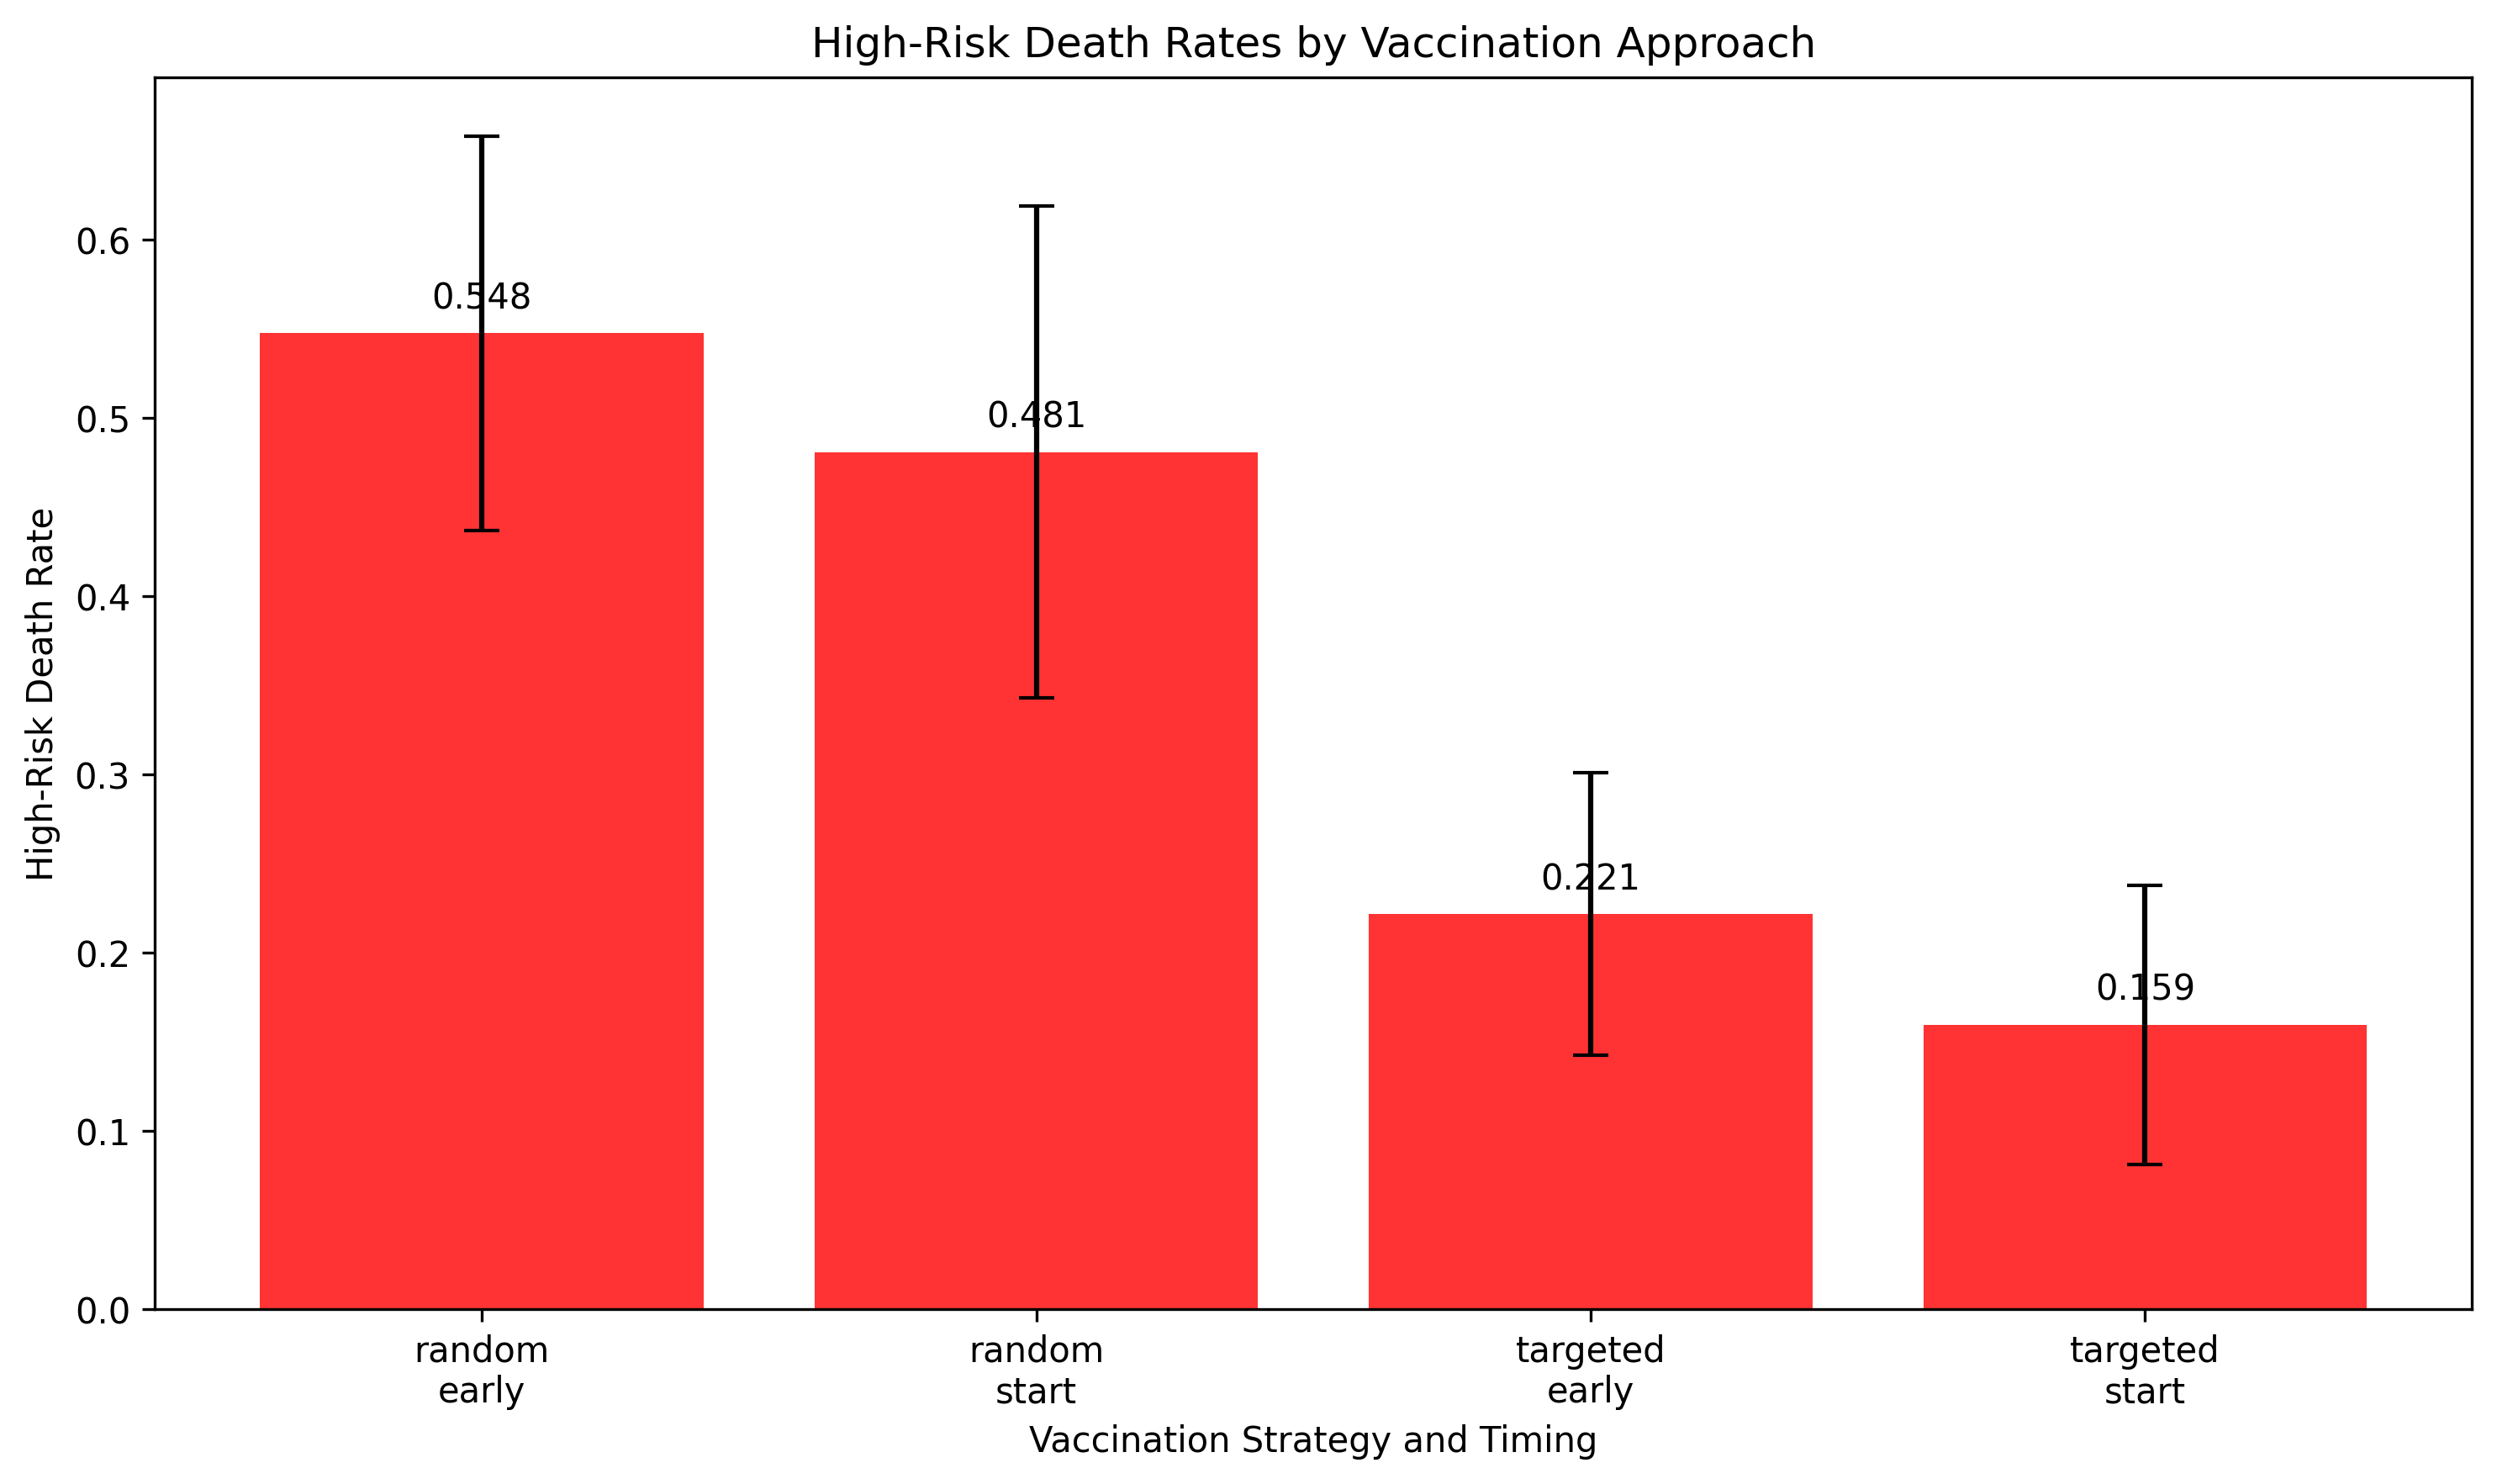 High-Risk Death Rates by Vaccination Approach
High-Risk Death Rate
0.6
0.5
0.4
0.3
0.2
0.1
0.0
0.548
0.481
0.221
0.159
random
early
random
start
targeted
early
targeted
start
Vaccination Strategy and Timing